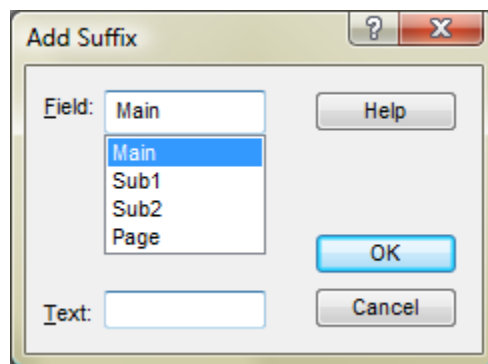 Add Suffix
?
X
Field:
Main
Help
Main
Sub1
Sub2
Page
OK
Text:
Cancel